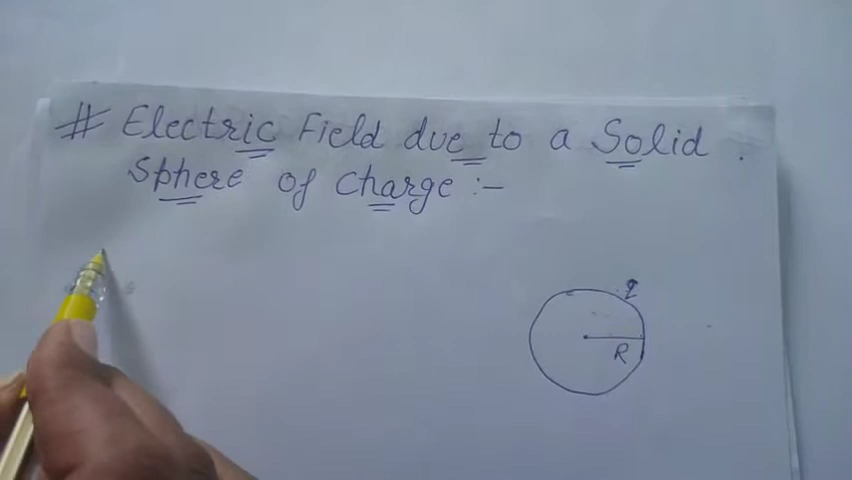 # Electric Field due to a Solid
Sphere of Charge :-
q
R